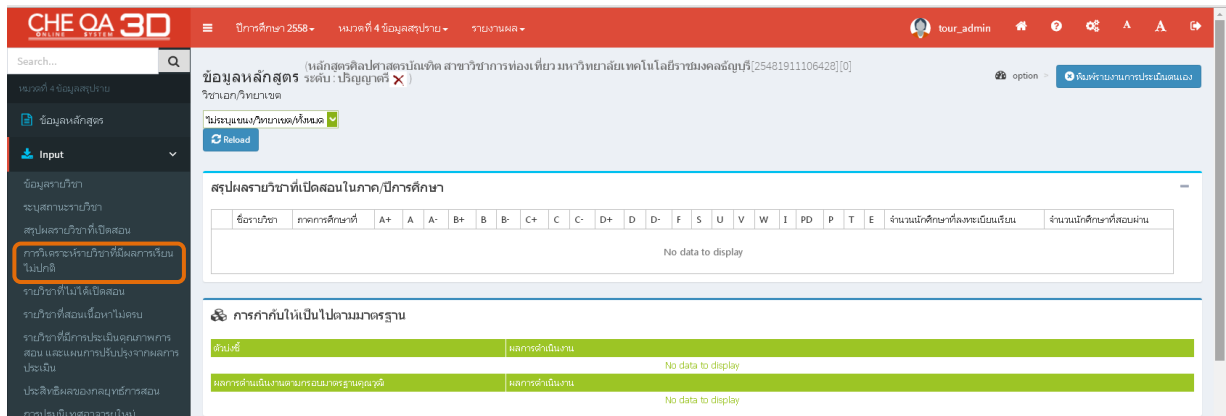 CHE QA 3D
ONLINE SYSTEM
ปีการศึกษา 2558
หมวดที่ 4 ข้อมูลสรุปราย
รายงานผล
tour_admin
A
A
Search...
หมวดที่ 4 ข้อมูลสรุปราย
ข้อมูลหลักสูตร
Input
ข้อมูลรายวิชา
ระบุสถานะรายวิชา
สรุปผลรายวิชาที่เปิดสอน
การวิเคราะห์รายวิชาที่มีผลการเรียน
ไม่ปกติ
รายวิชาที่ไม่ได้เปิดสอน
รายวิชาที่สอนเนื้อหาไม่ครบ
รายวิชาที่มีการประเมินคุณภาพการ
สอน และแผนการปรับปรุงจากผลการ
ประเมิน
ประสิทธิผลของกลยุทธ์การสอน
การปฐมนิเทศอาจารย์ใหม่
(หลักสูตรศิลปศาสตรบัณฑิต สาขาวิชาการท่องเที่ยว มหาวิทยาลัยเทคโนโลยีราชมงคลธัญบุรี[25481911106428][0]
ข้อมูลหลักสูตร ระดับ : ปริญญาตรี )
วิชาเอก/วิทยาเขต
option
พิมพ์รายงานการประเมินตนเอง
ไม่ระบุแขนง/วิทยาเขต/ทั้งหมด
Reload
สรุปผลรายวิชาที่เปิดสอนในภาค/ปีการศึกษา
ชื่อรายวิชา ภาคการศึกษาที่ A+ A A- B+ B B- C+ C C- D+ D D- F S U V W I PD P T E จำนวนนักศึกษาที่ลงทะเบียนเรียน จำนวนนักศึกษาที่สอบผ่าน
No data to display
การกำกับให้เป็นไปตามมาตรฐาน
ตัวบ่งชี้ ผลการดำเนินงาน
No data to display
ผลการดำเนินงานตามกรอบมาตรฐานคุณวุฒิ ผลการดำเนินงาน
No data to display